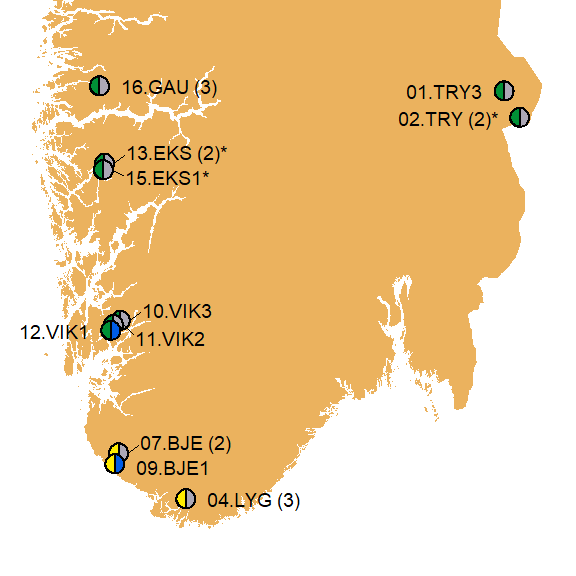 16.GAU (3)
01.TRY3
02.TRY (2)*
13.EKS (2)*
15.EKS1*
10.VIK3
12.VIK1
11.VIK2
07.BJE (2)
09.BJE1
04.LYG (3)